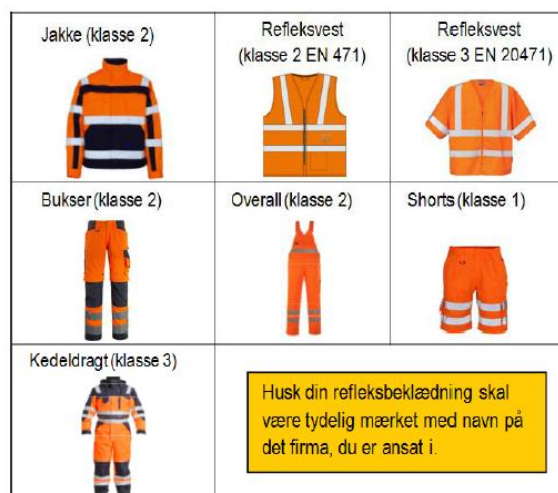 Jakke (klasse 2)
Refleksvest
(klasse 2 EN 471)
Refleksvest
(klasse 3 EN 20471)
Bukser (klasse 2)
Overall (klasse 2)
Shorts (klasse 1)
Kedeldragt (klasse 3)
Husk din refleksbeklædning skal
være tydelig mærket med navn på
det firma, du er ansat i.